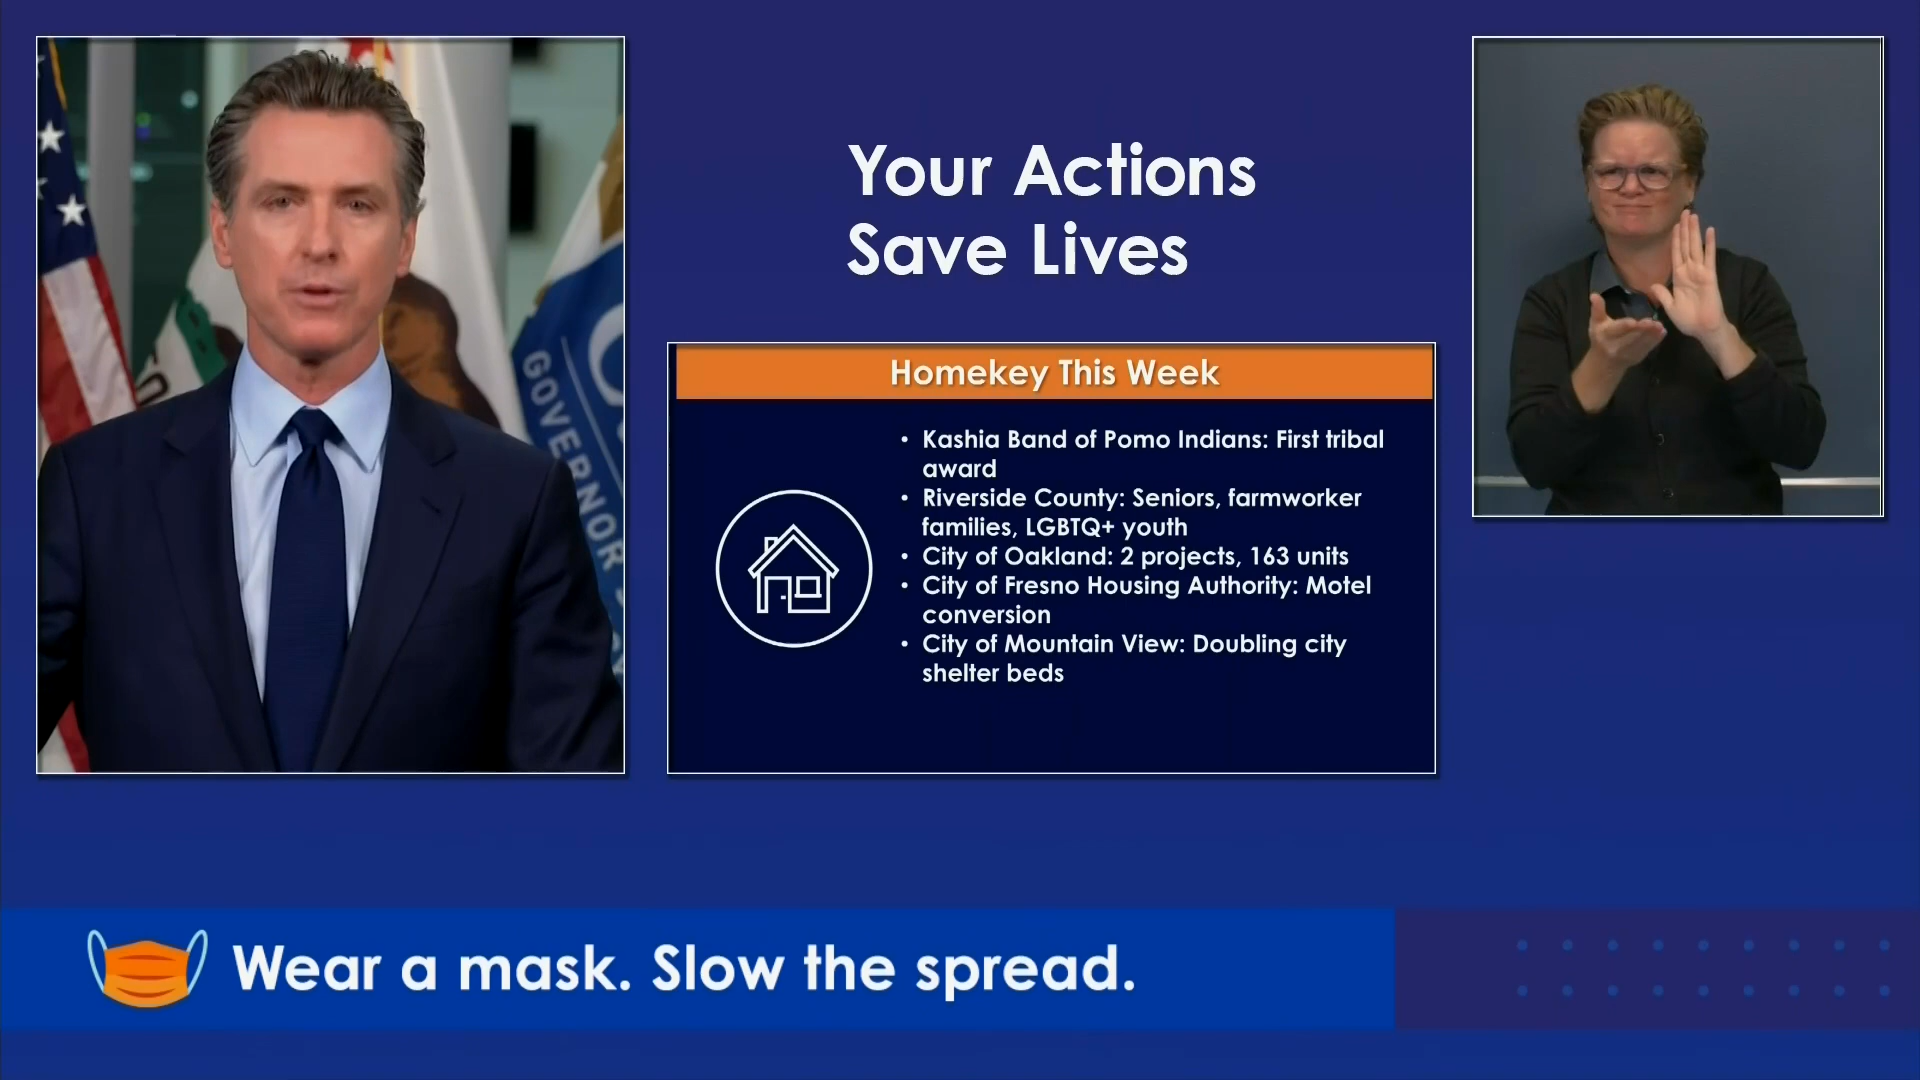 Your Actions
Save Lives
Homekey This Week
• Kashia Band of Pomo Indians: First tribal
award
• Riverside County: Seniors, farmworker
families, LGBTQ+ youth
• City of Oakland: 2 projects, 163 units
• City of Fresno Housing Authority: Motel
conversion
• City of Mountain View: Doubling city
shelter beds
GOVERNOR
Wear a mask. Slow the spread.